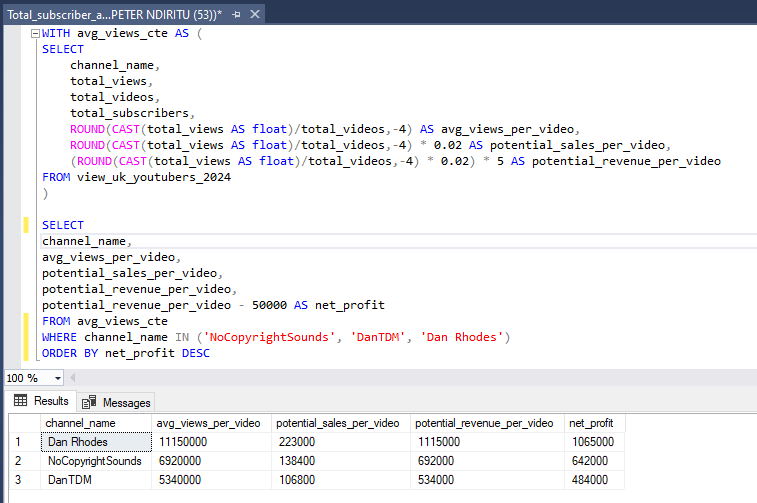 Total_subscriber_a...PETER NDIRITU (53))*
WITH avg_views_cte AS (
SELECT
channel_name,
total_views,
total_videos,
total_subscribers,
ROUND(CAST(total_views AS float)/total_videos,-4) AS avg_views_per_video,
ROUND(CAST(total_views AS float)/total_videos,-4) * 0.02 AS potential_sales_per_video,
(ROUND(CAST(total_views AS float)/total_videos,-4) * 0.02) * 5 AS potential_revenue_per_video
FROM view_uk_youtubers_2024
)
SELECT
channel_name,
avg_views_per_video,
potential_sales_per_video,
potential_revenue_per_video,
potential_revenue_per_video - 50000 AS net_profit
FROM avg_views_cte
WHERE channel_name IN ('NoCopyrightSounds', 'DanTDM', 'Dan Rhodes')
ORDER BY net_profit DESC
100 %
Results Messages
channel_name avg_views_per_video potential_sales_per_video potential_revenue_per_video net_profit
1 Dan Rhodes 11150000 223000 1115000 1065000
2 NoCopyrightSounds 6920000 138400 692000 642000
3 DanTDM 5340000 106800 534000 484000